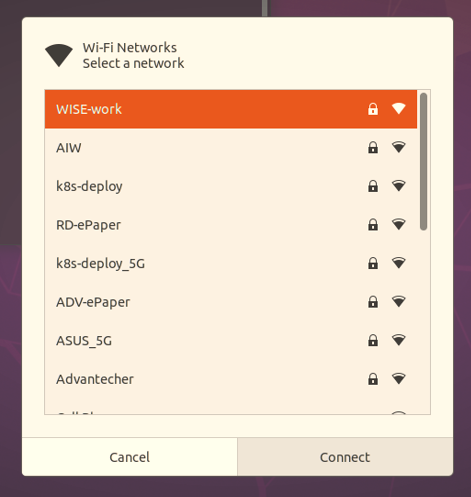 Wi-Fi Networks
Select a network
WISE-work
AIW
k8s-deploy
RD-ePaper
k8s-deploy_5G
ADV-ePaper
ASUS_5G
Advantecher
Cancel
Connect